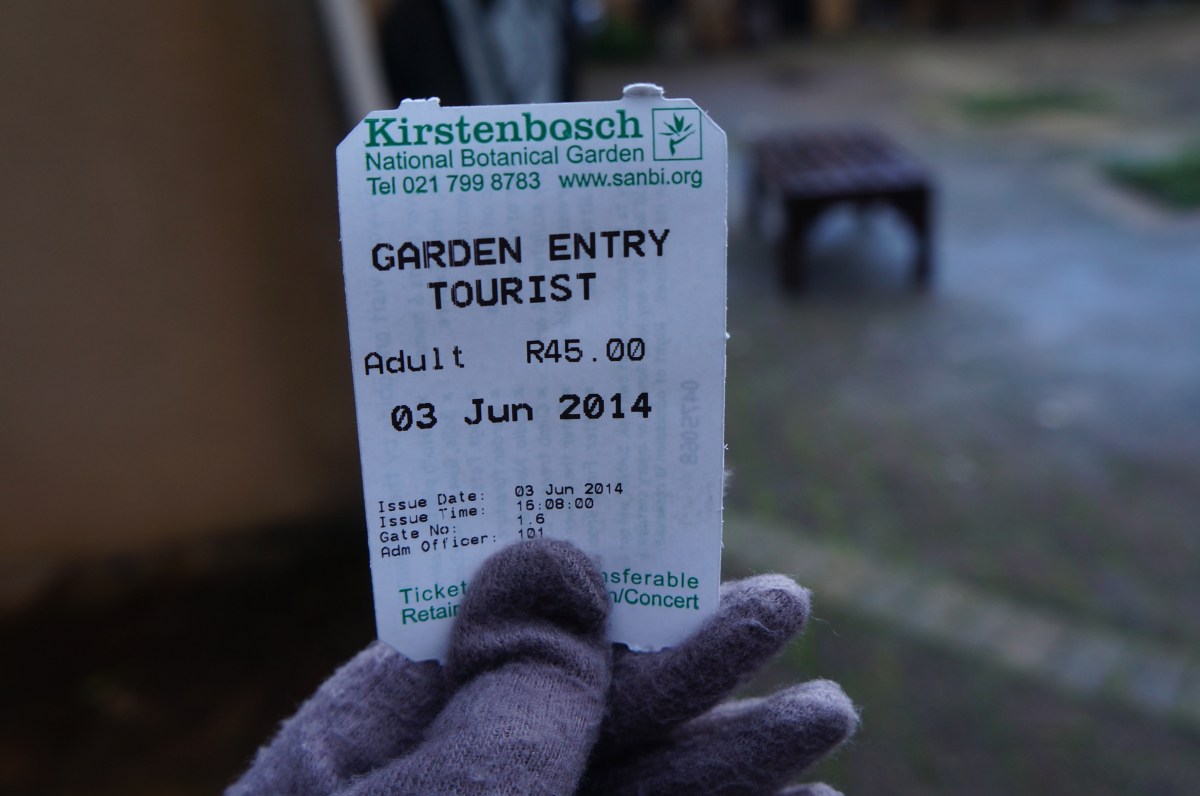 Kirstenbosch
National Botanical Garden
Tel 021 799 8783 www.sanbi.org
GARDEN ENTRY
TOURIST
Adult R45.00
03 Jun 2014
Issue Date: 03 Jun 2014
Issue Time: 16:08:00
Gate No: 1.6
Adm Officer: 101
Ticket nsferable
Retain n/Concert